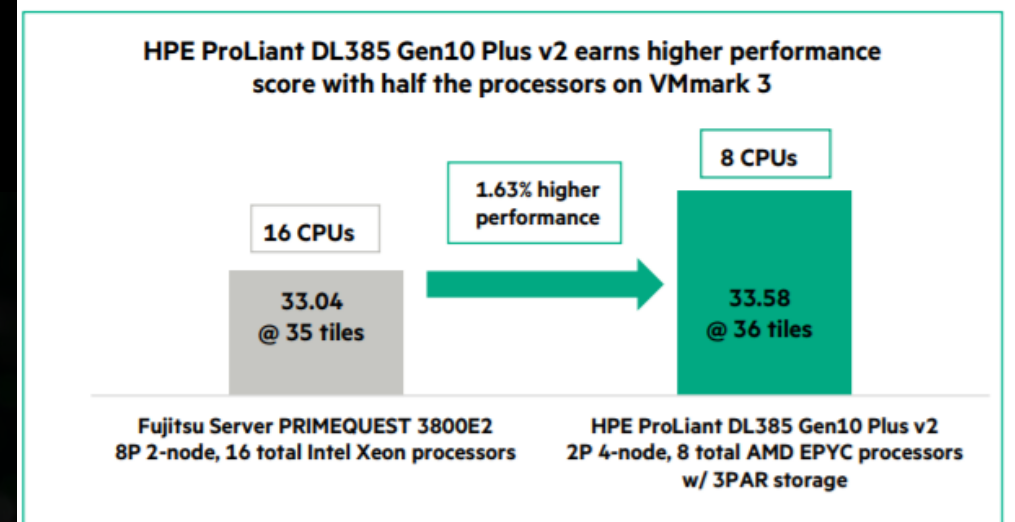 HPE ProLiant DL385 Gen10 Plus v2 earns higher performance
score with half the processors on VMmark 3
8 CPUs
1.63% higher
performance
16 CPUs
33.04
@ 35 tiles
33.58
@ 36 tiles
Fujitsu Server PRIMEQUEST 3800E2
8P 2-node, 16 total Intel Xeon processors
HPE ProLiant DL385 Gen10 Plus v2
2P 4-node, 8 total AMD EPYC processors
w/ 3PAR storage